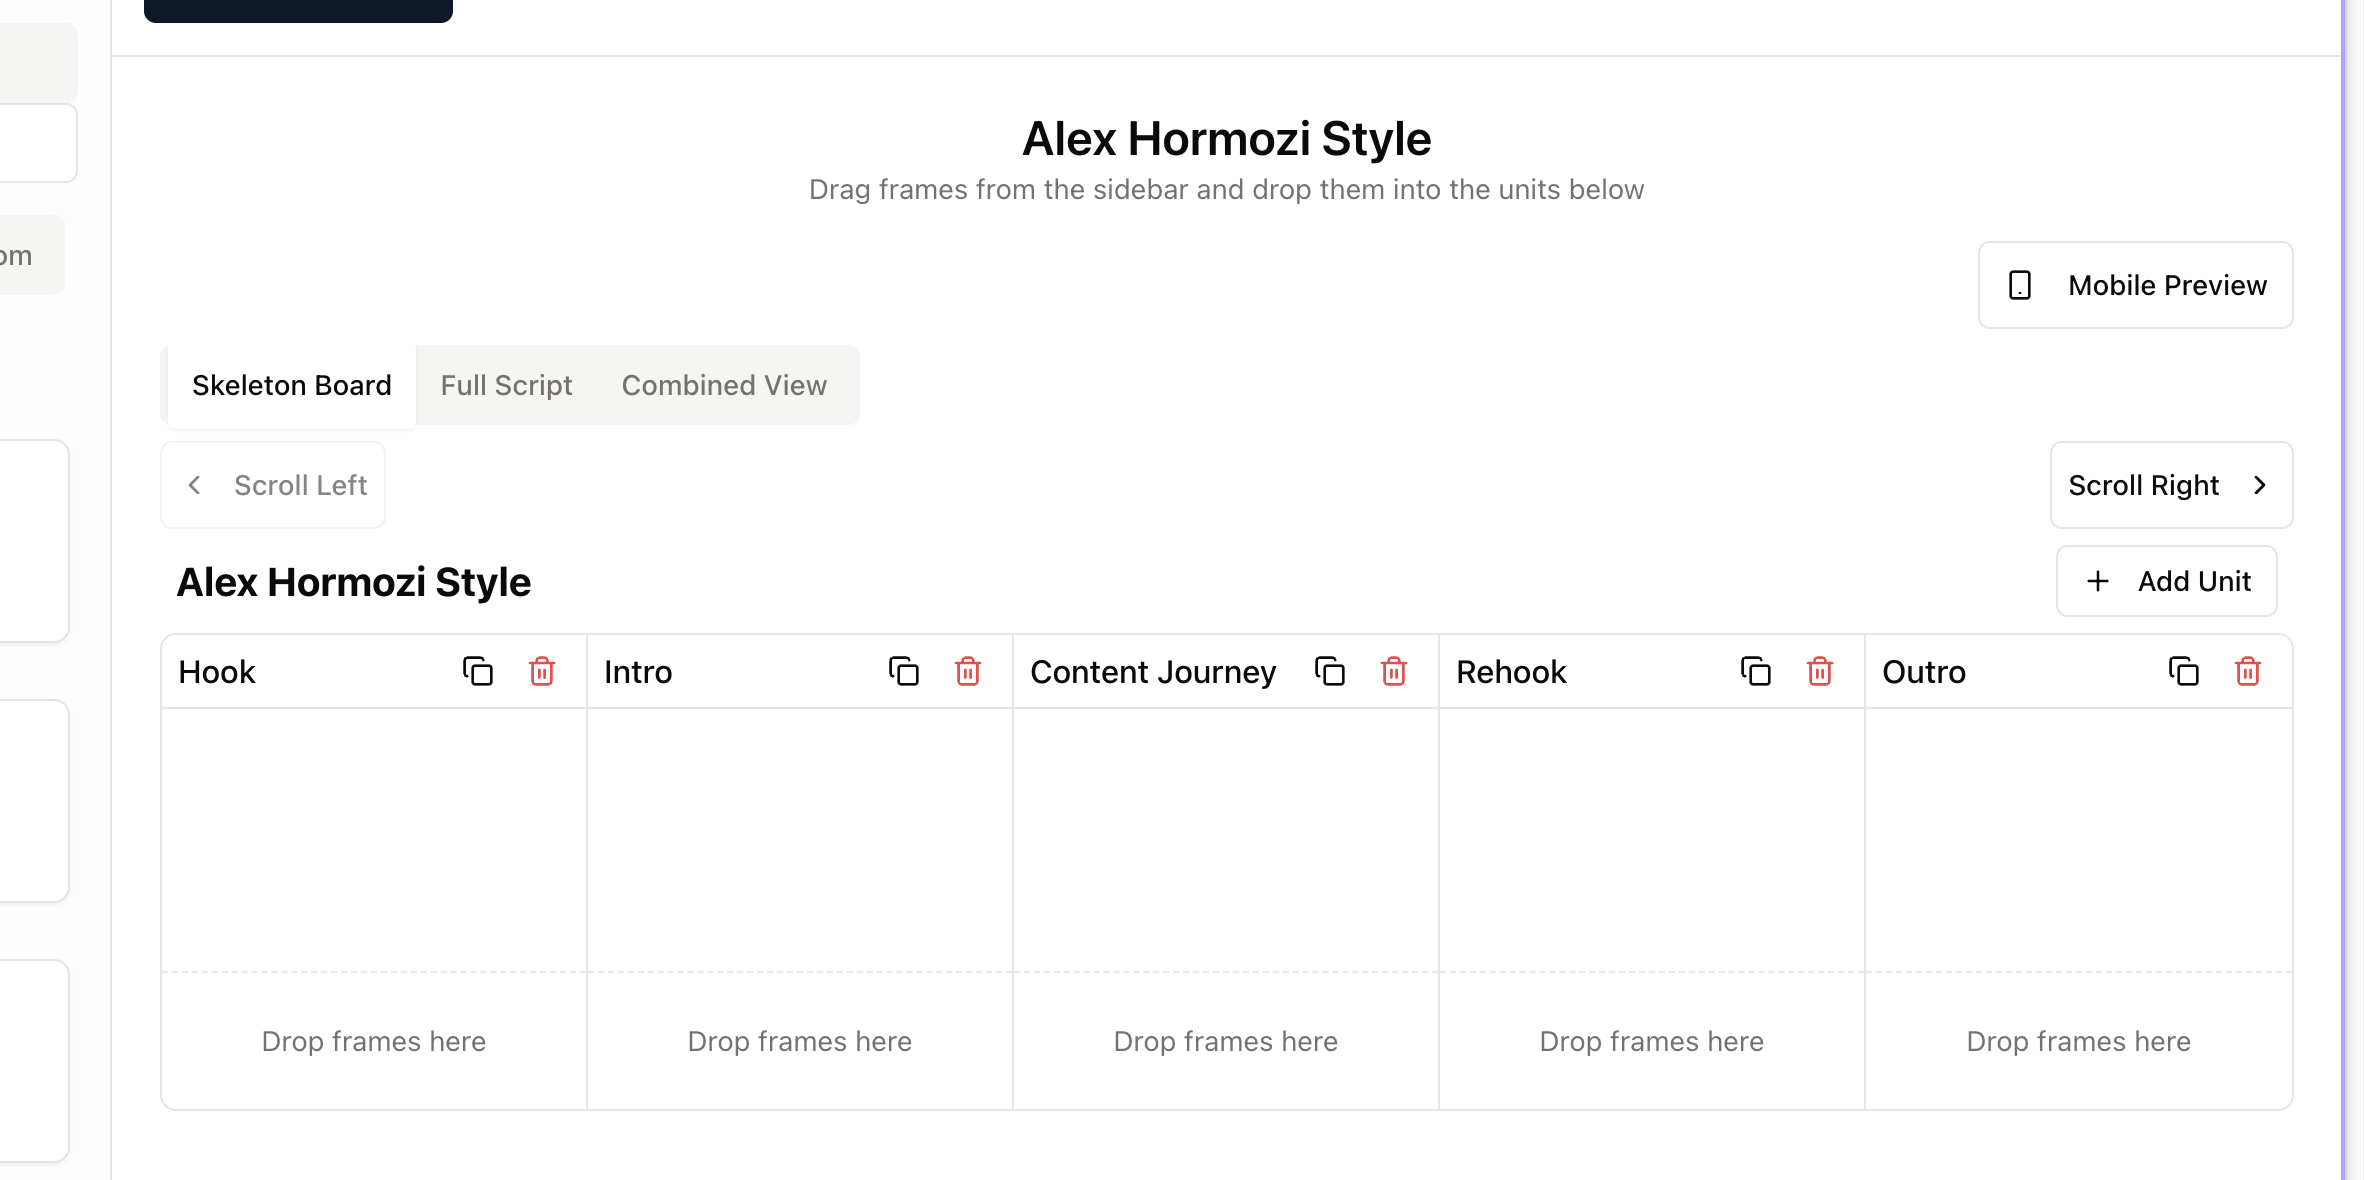 Alex Hormozi Style
Drag frames from the sidebar and drop them into the units below
Mobile Preview
Skeleton Board Full Script Combined View
Scroll Left Scroll Right
Alex Hormozi Style Add Unit
Hook Intro Content Journey Rehook Outro
Drop frames here Drop frames here Drop frames here Drop frames here Drop frames here